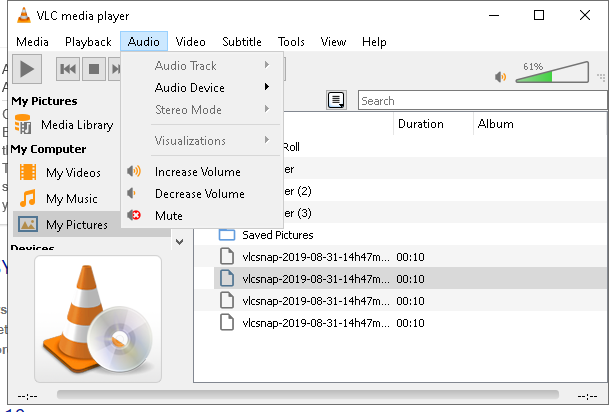 VLC media player
Media Playback Audio Video Subtitle Tools View Help
Audio Track
Audio Device
Stereo Mode
Visualizations
Increase Volume
Decrease Volume
Mute
61%
My Pictures
Media Library
My Computer
My Videos
My Music
My Pictures
Devices
Search
Duration Album
Roll
er
er (2)
er (3)
Saved Pictures
vlcsnap-2019-08-31-14h47m... 00:10
vlcsnap-2019-08-31-14h47m... 00:10
vlcsnap-2019-08-31-14h47m... 00:10
vlcsnap-2019-08-31-14h47m... 00:10
--:-- --:--